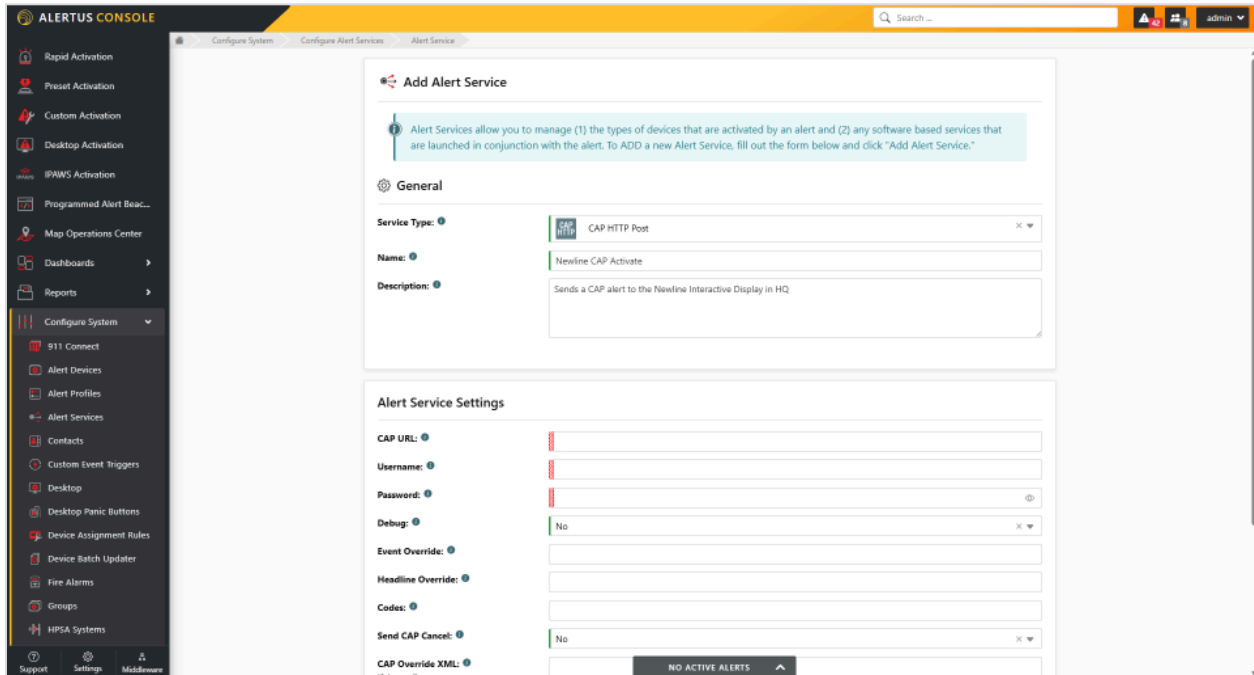 ALERTUS CONSOLE
Search ...
42
8
admin
Configure System
Configure Alert Services
Alert Service
Rapid Activation
Preset Activation
Custom Activation
Desktop Activation
IPAWS Activation
Programmed Alert Beac...
Map Operations Center
Dashboards
Reports
Configure System
911 Connect
Alert Devices
Alert Profiles
Alert Services
Contacts
Custom Event Triggers
Desktop
Desktop Panic Buttons
Device Assignment Rules
Device Batch Updater
Fire Alarms
Groups
HPSA Systems
Support
Settings
Middleware
Add Alert Service
Alert Services allow you to manage (1) the types of devices that are activated by an alert and (2) any software based services that
are launched in conjunction with the alert. To ADD a new Alert Service, fill out the form below and click "Add Alert Service."
General
Service Type:
CAP
HTTP
CAP HTTP Post
Name:
Newline CAP Activate
Description:
Sends a CAP alert to the Newline Interactive Display in HQ
Alert Service Settings
CAP URL:
Username:
Password:
Debug:
No
Event Override:
Headline Override:
Codes:
Send CAP Cancel:
No
CAP Override XML:
NO ACTIVE ALERTS